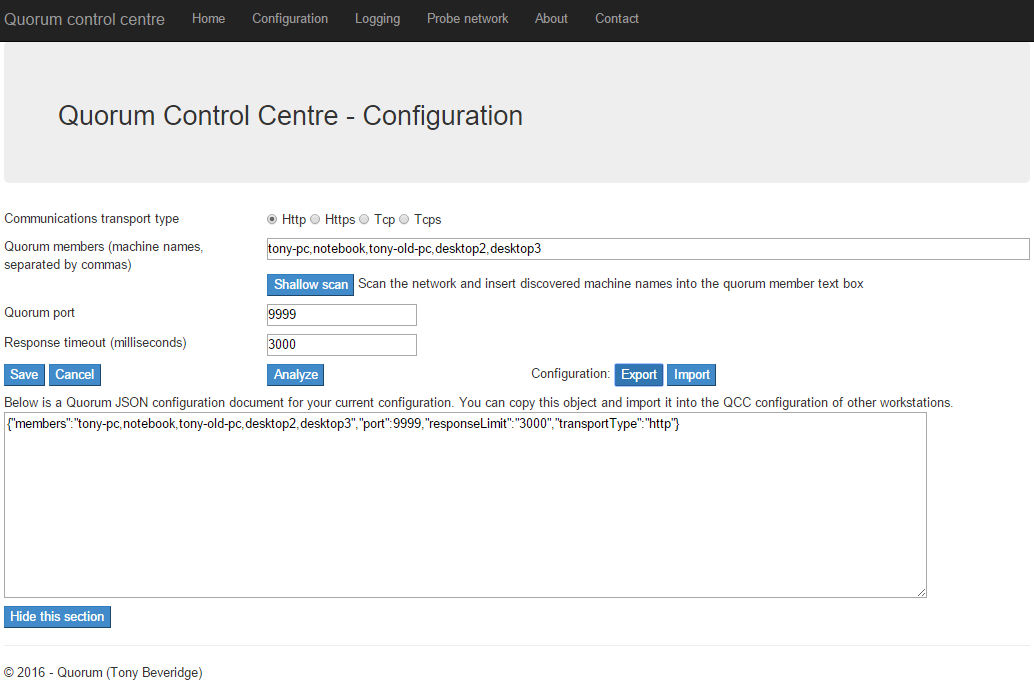 Quorum control centre Home Configuration Logging Probe network About Contact
Quorum Control Centre - Configuration
Communications transport type Http Https Tcp Tcps
Quorum members (machine names,
separated by commas)
tony-pc,notebook,tony-old-pc,desktop2,desktop3
Shallow scan Scan the network and insert discovered machine names into the quorum member text box
Quorum port 9999
Response timeout (milliseconds) 3000
Save Cancel Analyze Configuration: Export Import
Below is a Quorum JSON configuration document for your current configuration. You can copy this object and import it into the QCC configuration of other workstations.
{"members":"tony-pc,notebook,tony-old-pc,desktop2,desktop3","port":9999,"responseLimit":"3000","transportType":"http"}
Hide this section
© 2016 - Quorum (Tony Beveridge)